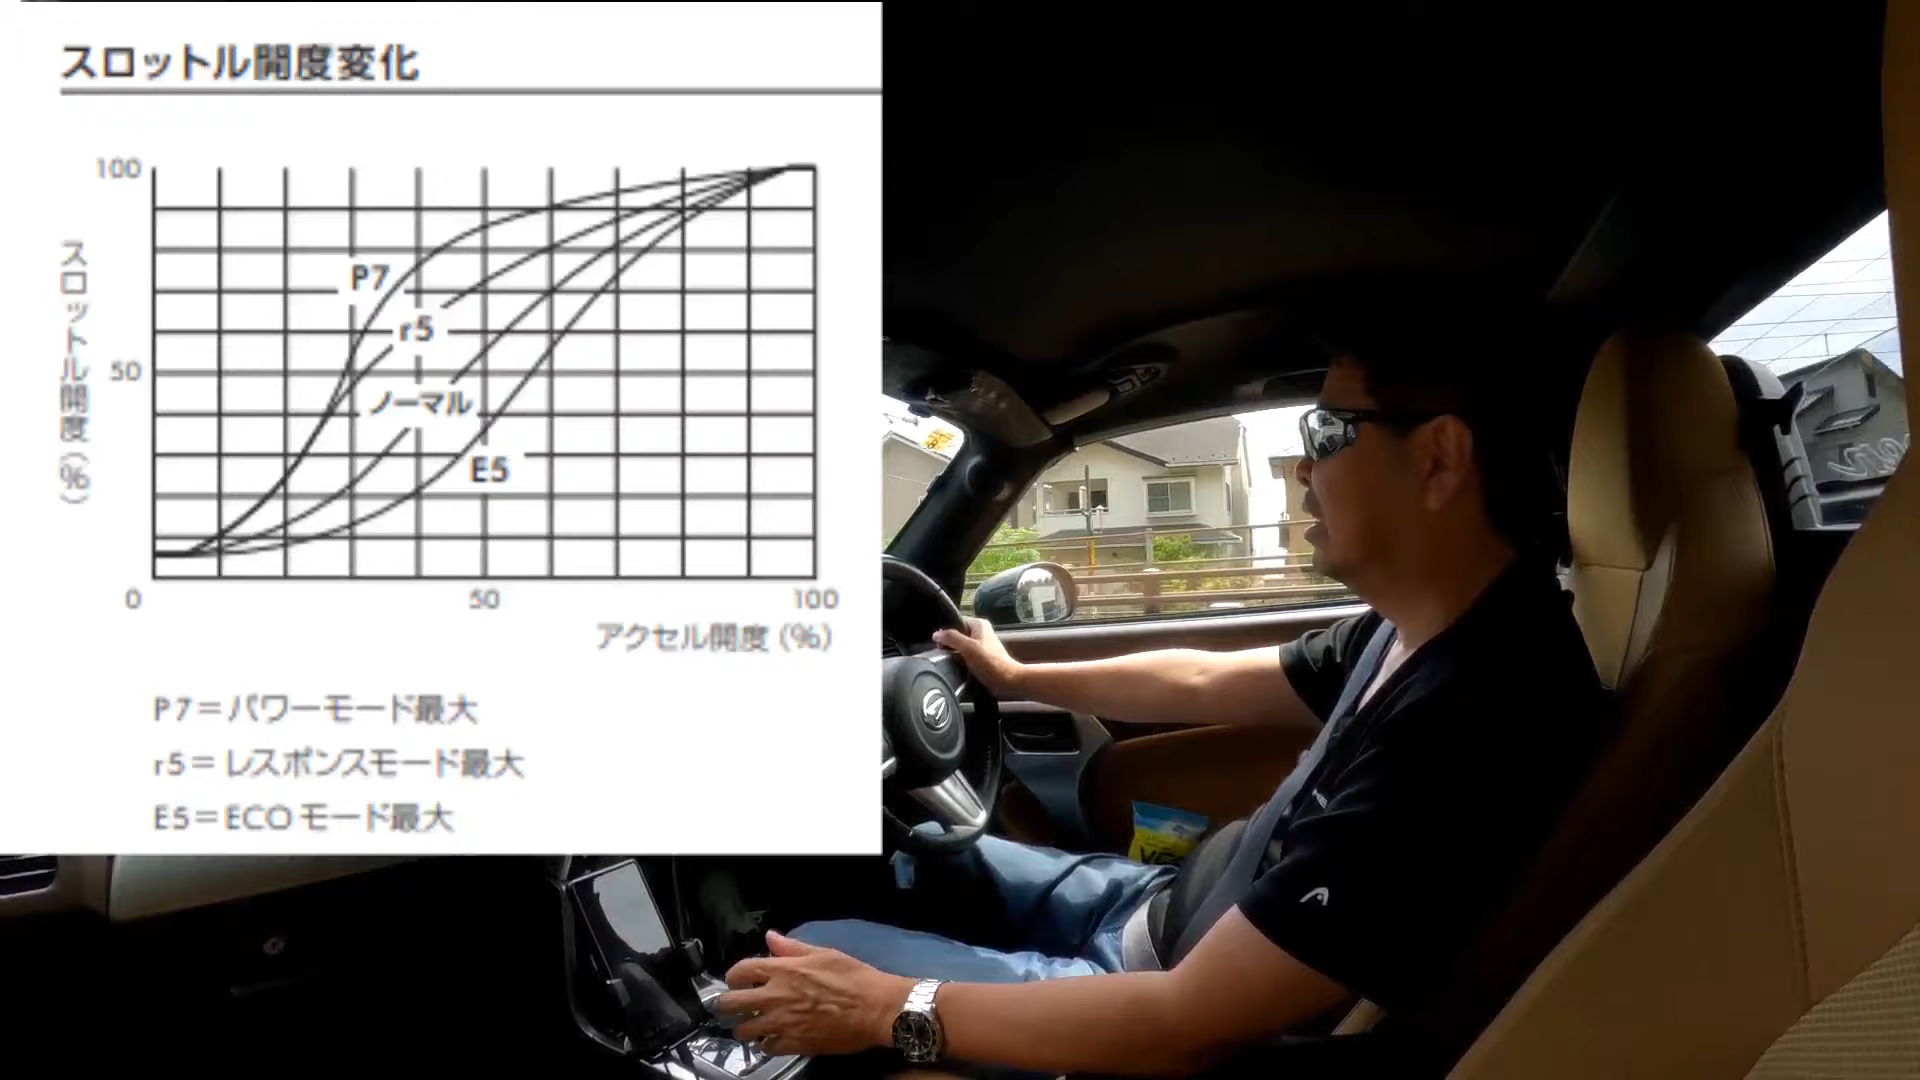 スロットル開度変化
100
スロットル開度(%)
P7
r5
50
ノーマル
E5
0
50
100
アクセル開度(%)
P7=パワーモード最大
r5=レスポンスモード最大
E5=ECOモード最大